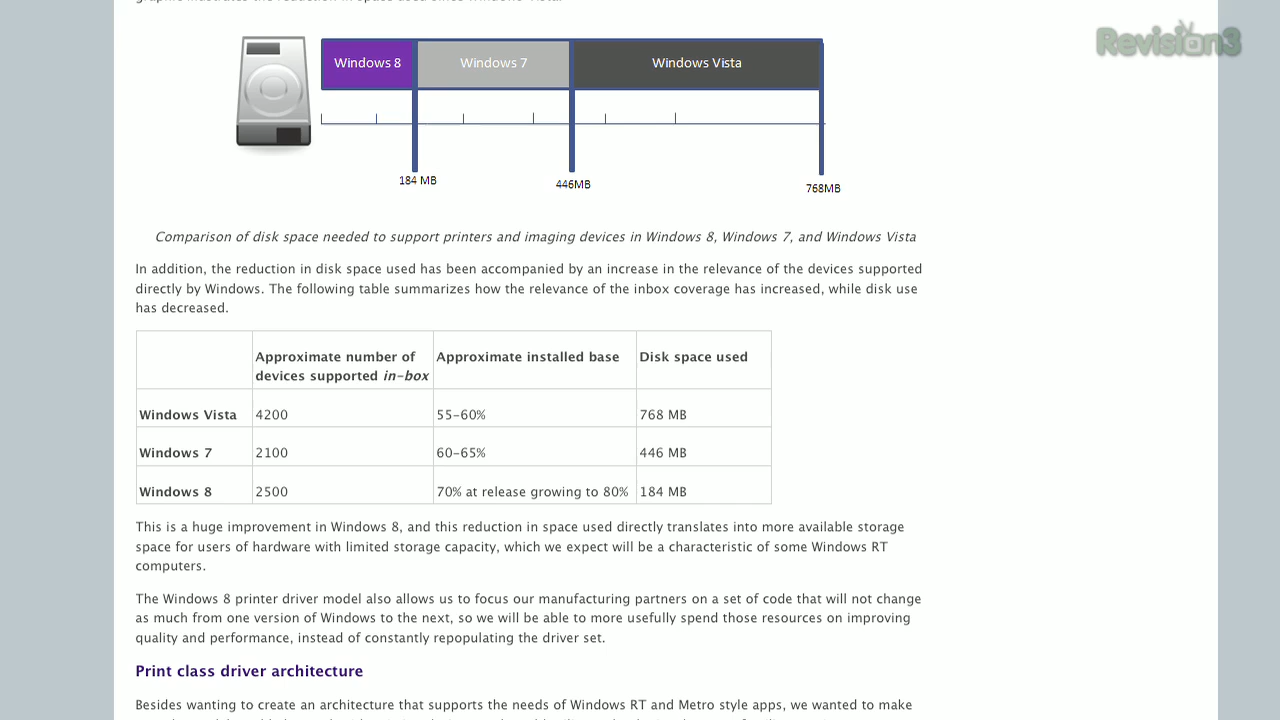 Revision3
Windows 8 Windows 7 Windows Vista
184 MB 446MB 768MB
Comparison of disk space needed to support printers and imaging devices in Windows 8, Windows 7, and Windows Vista
In addition, the reduction in disk space used has been accompanied by an increase in the relevance of the devices supported
directly by Windows. The following table summarizes how the relevance of the inbox coverage has increased, while disk use
has decreased.
Approximate number of devices supported in-box Approximate installed base Disk space used
Windows Vista 4200 55-60% 768 MB
Windows 7 2100 60-65% 446 MB
Windows 8 2500 70% at release growing to 80% 184 MB
This is a huge improvement in Windows 8, and this reduction in space used directly translates into more available storage
space for users of hardware with limited storage capacity, which we expect will be a characteristic of some Windows RT
computers.
The Windows 8 printer driver model also allows us to focus our manufacturing partners on a set of code that will not change
as much from one version of Windows to the next, so we will be able to more usefully spend those resources on improving
quality and performance, instead of constantly repopulating the driver set.
Print class driver architecture
Besides wanting to create an architecture that supports the needs of Windows RT and Metro style apps, we wanted to make